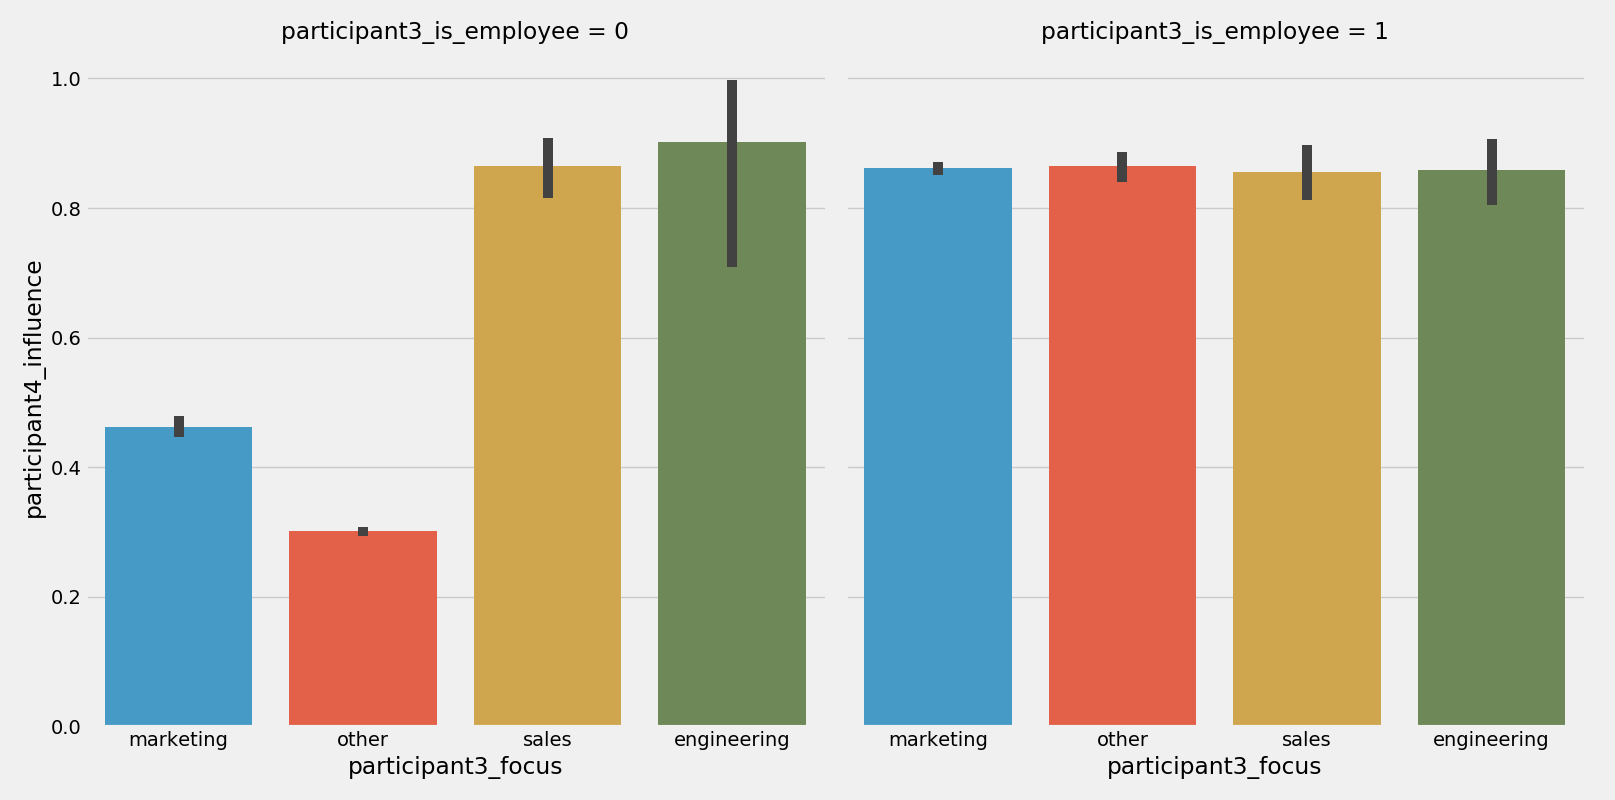 participant3_is_employee = 0
participant3_is_employee = 1
participant4_influence
1.0
0.8
0.6
0.4
0.2
0.0
marketing other sales engineering
marketing other sales engineering
participant3_focus
participant3_focus